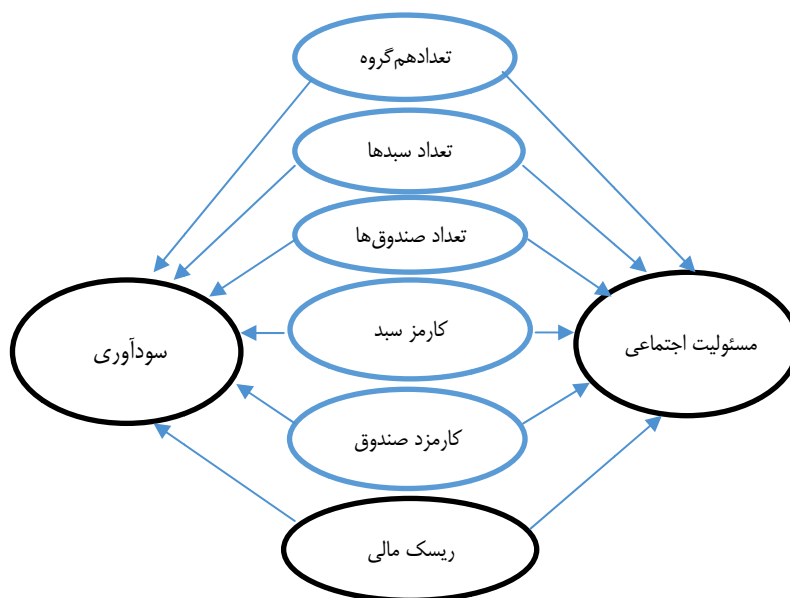 تعدادهم‌گروه
تعداد سبدها
تعداد صندوق‌ها
کارمز سبد
مسئولیت اجتماعی
سودآوری
کارمزد صندوق
ریسک مالی